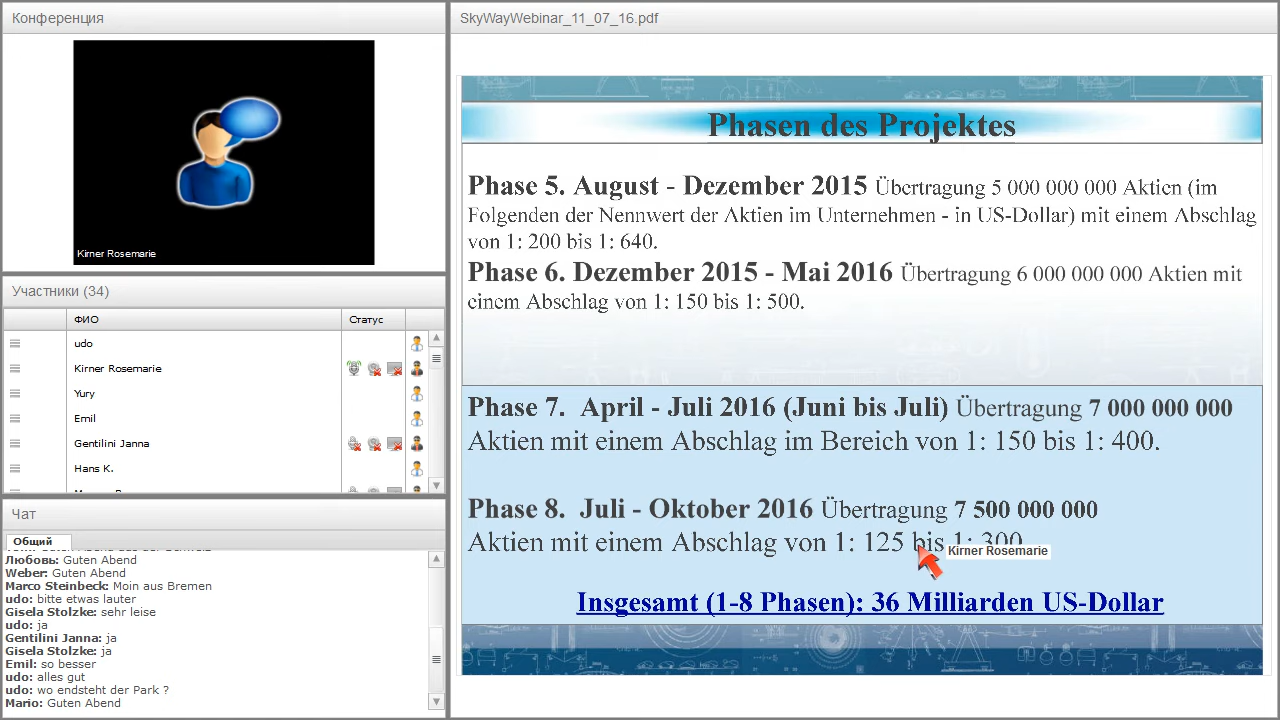 Конференция
Kirner Rosemarie
Участники (34)
ФИО
Статус
udo
Kirner Rosemarie
Yury
Emil
Gentilini Janna
Hans K.
Чат
Общий
Любовь: Guten Abend
Weber: Guten Abend
Marco Steinbeck: Moin aus Bremen
udo: bitte etwas lauter
Gisela Stolzke: sehr leise
udo: ja
Gentilini Janna: ja
Gisela Stolzke: ja
Emil: so besser
udo: alles gut
udo: wo endsteht der Park ?
Mario: Guten Abend
SkyWayWebinar_11_07_16.pdf
Phasen des Projektes
Phase 5. August - Dezember 2015 Übertragung 5 000 000 000 Aktien (im
Folgenden der Nennwert der Aktien im Unternehmen - in US-Dollar) mit einem Abschlag
von 1: 200 bis 1: 640.
Phase 6. Dezember 2015 - Mai 2016 Übertragung 6 000 000 000 Aktien mit
einem Abschlag von 1: 150 bis 1: 500.
Phase 7. April - Juli 2016 (Juni bis Juli) Übertragung 7 000 000 000
Aktien mit einem Abschlag im Bereich von 1: 150 bis 1: 400.
Phase 8. Juli - Oktober 2016 Übertragung 7 500 000 000
Aktien mit einem Abschlag von 1: 125 bis 1: 300
Kirner Rosemarie
Insgesamt (1-8 Phasen): 36 Milliarden US-Dollar